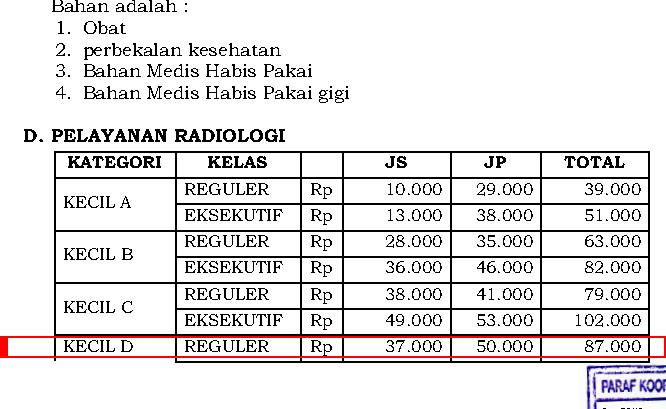 Bahan adalah :
1. Obat
2. perbekalan kesehatan
3. Bahan Medis Habis Pakai
4. Bahan Medis Habis Pakai gigi
D. PELAYANAN RADIOLOGI
KATEGORI KELAS JS JP TOTAL
KECIL A REGULER Rp 10.000 29.000 39.000
EKSEKUTIF Rp 13.000 38.000 51.000
KECIL B REGULER Rp 28.000 35.000 63.000
EKSEKUTIF Rp 36.000 46.000 82.000
KECIL C REGULER Rp 38.000 41.000 79.000
EKSEKUTIF Rp 49.000 53.000 102.000
KECIL D REGULER Rp 37.000 50.000 87.000
PARAF KOOR